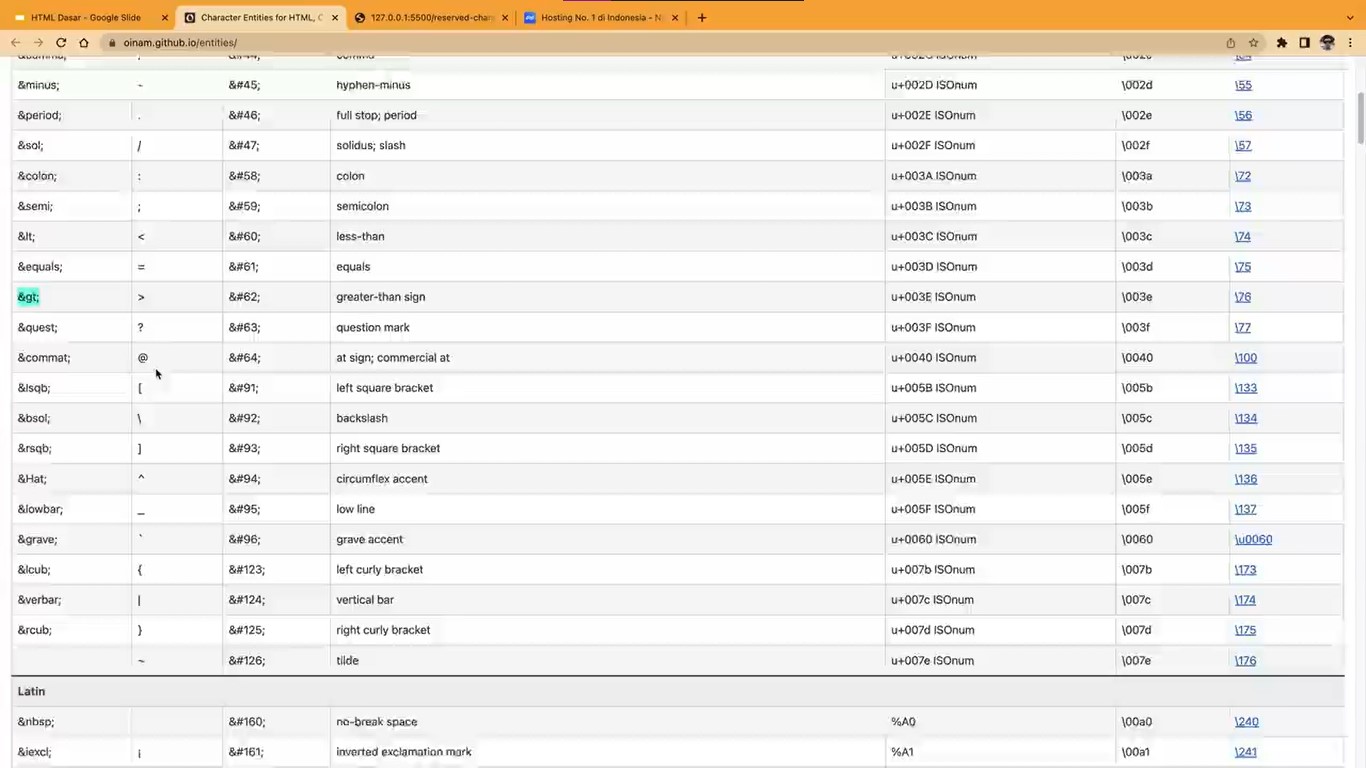 HTML Dasar - Google Slide
Character Entities for HTML, C
127.0.0.1:5500/reserved-char
Hosting No. 1 di Indonesia - N
oinam.github.io/entities/
&minus; - &#45; hyphen-minus u+002D ISOnum \002d \55
&period; . &#46; full stop; period u+002E ISOnum \002e \56
&sol; / &#47; solidus; slash u+002F ISOnum \002f \57
&colon; : &#58; colon u+003A ISOnum \003a \72
&semi; ; &#59; semicolon u+003B ISOnum \003b \73
&lt; < &#60; less-than u+003C ISOnum \003c \74
&equals; = &#61; equals u+003D ISOnum \003d \75
&gt; > &#62; greater-than sign u+003E ISOnum \003e \76
&quest; ? &#63; question mark u+003F ISOnum \003f \77
&commat; @ &#64; at sign; commercial at u+0040 ISOnum \0040 \100
&lsqb; [ &#91; left square bracket u+005B ISOnum \005b \133
&bsol; \ &#92; backslash u+005C ISOnum \005c \134
&rsqb; ] &#93; right square bracket u+005D ISOnum \005d \135
&Hat; ^ &#94; circumflex accent u+005E ISOnum \005e \136
&lowbar; _ &#95; low line u+005F ISOnum \005f \137
&grave; ` &#96; grave accent u+0060 ISOnum \0060 \u0060
&lcub; { &#123; left curly bracket u+007b ISOnum \007b \173
&verbar; | &#124; vertical bar u+007c ISOnum \007c \174
&rcub; } &#125; right curly bracket u+007d ISOnum \007d \175
~ &#126; tilde u+007e ISOnum \007e \176
Latin
&nbsp; &#160; no-break space %A0 \00a0 \240
&iexcl; ¡ &#161; inverted exclamation mark %A1 \00a1 \241